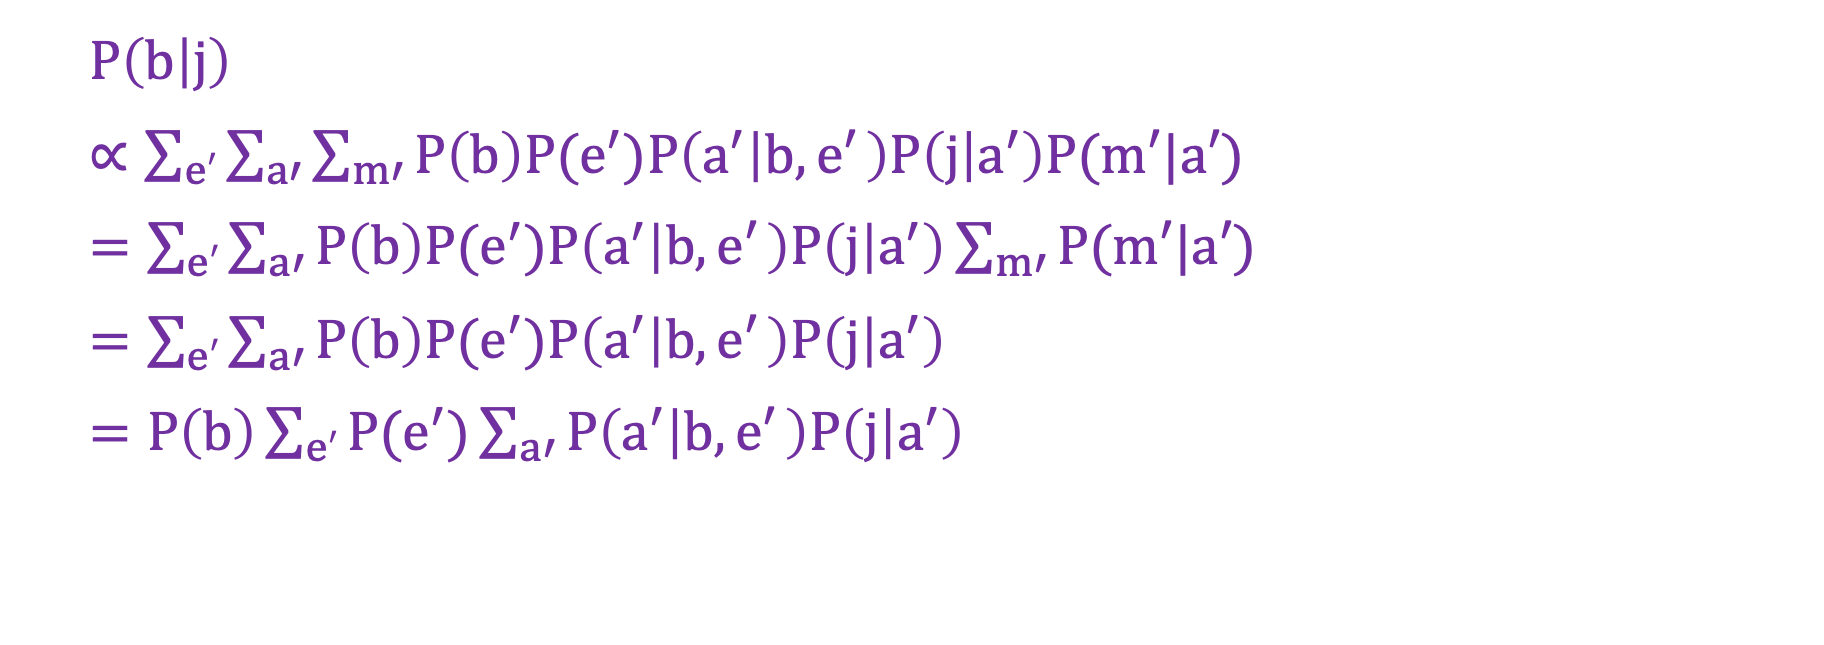 P(b|j)
∝ ∑e′ ∑a′ ∑m′ P(b)P(e′)P(a′|b, e′)P(j|a′)P(m′|a′)
= ∑e′ ∑a′ P(b)P(e′)P(a′|b, e′)P(j|a′) ∑m′ P(m′|a′)
= ∑e′ ∑a′ P(b)P(e′)P(a′|b, e′)P(j|a′)
= P(b) ∑e′ P(e′) ∑a′ P(a′|b, e′)P(j|a′)